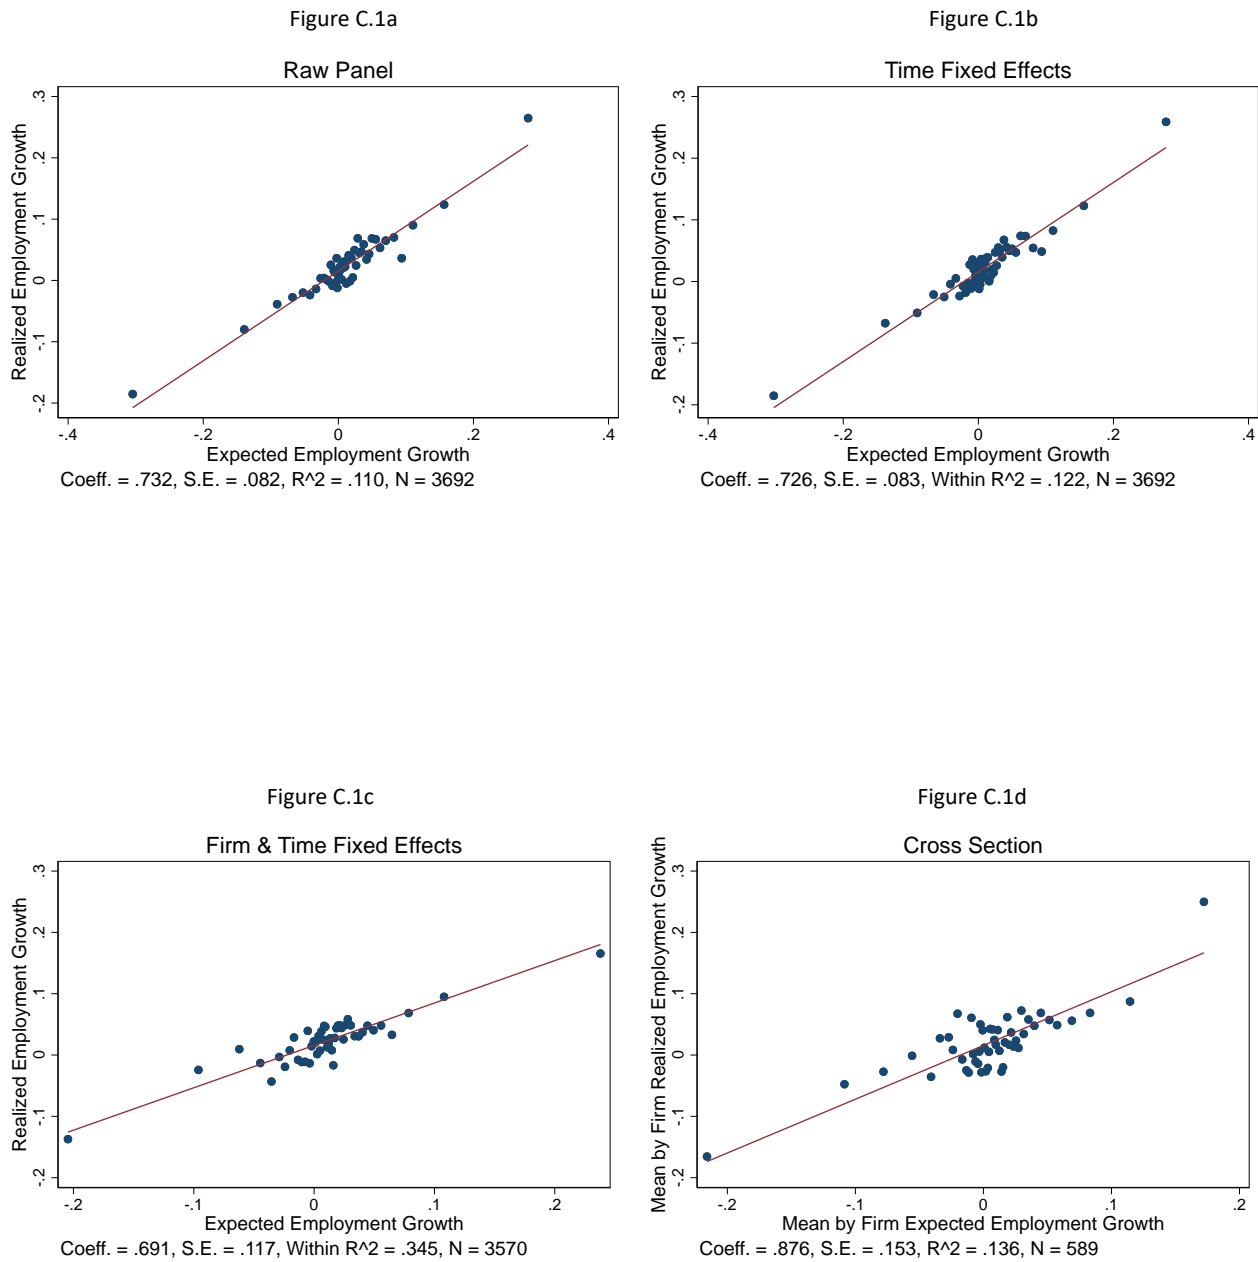 Figure C.1a
Raw Panel
Realized Employment Growth
.3
.2
.1
0
-.1
-.2
-.4
-.2
0
.2
.4
Expected Employment Growth
Coeff. = .732, S.E. = .082, R^2 = .110, N = 3692
Figure C.1b
Time Fixed Effects
Realized Employment Growth
.3
.2
.1
0
-.1
-.2
-.4
-.2
0
.2
.4
Expected Employment Growth
Coeff. = .726, S.E. = .083, Within R^2 = .122, N = 3692
Figure C.1c
Firm & Time Fixed Effects
Realized Employment Growth
.3
.2
.1
0
-.1
-.2
-.2
-.1
0
.1
.2
Expected Employment Growth
Coeff. = .691, S.E. = .117, Within R^2 = .345, N = 3570
Figure C.1d
Cross Section
Mean by Firm Realized Employment Growth
.3
.2
.1
0
-.1
-.2
-.2
-.1
0
.1
.2
Mean by Firm Expected Employment Growth
Coeff. = .876, S.E. = .153, R^2 = .136, N = 589